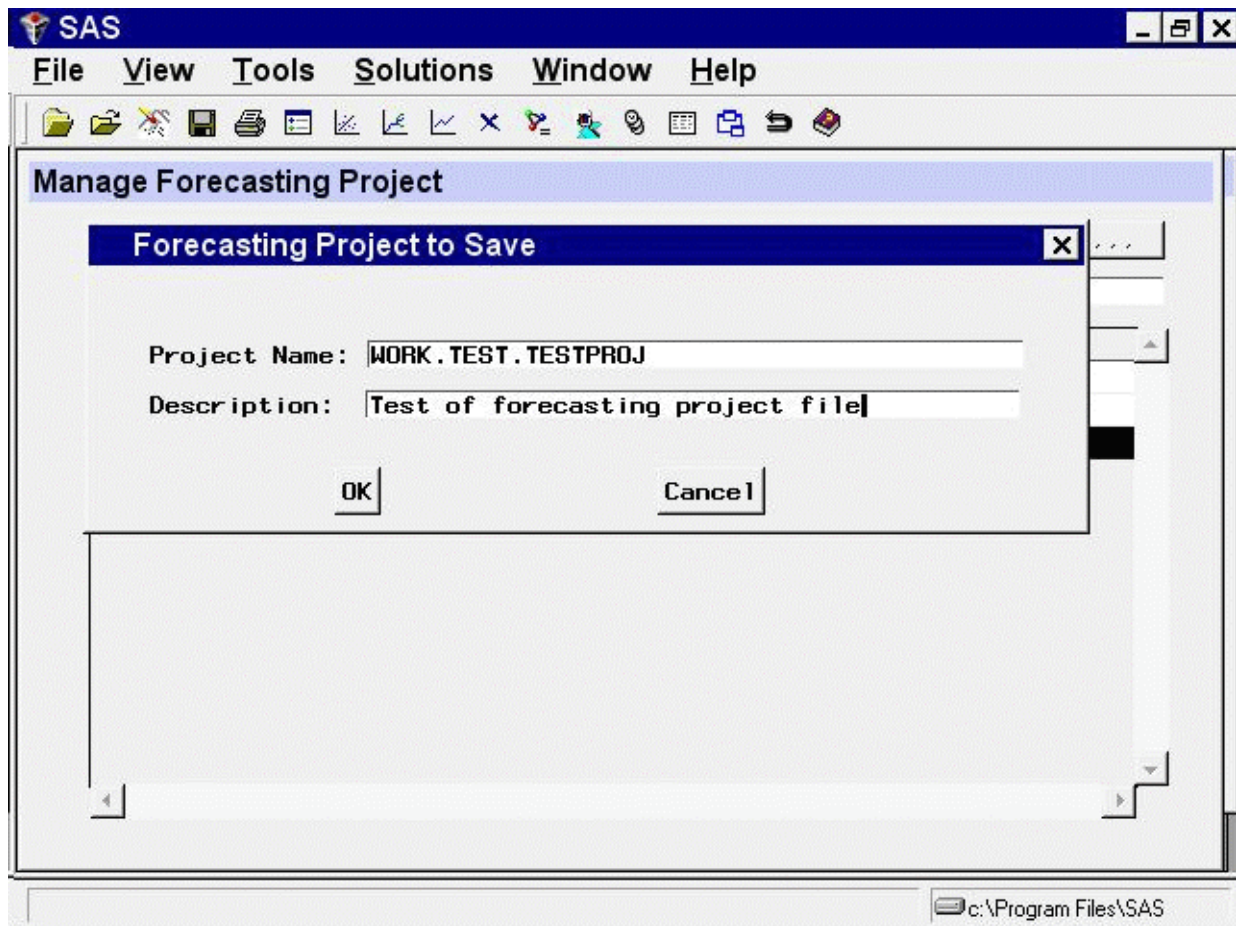 SAS
File View Tools Solutions Window Help
Manage Forecasting Project
Forecasting Project to Save
...
Project Name: WORK.TEST.TESTPROJ
Description: Test of forecasting project file
OK Cancel
c:\Program Files\SAS